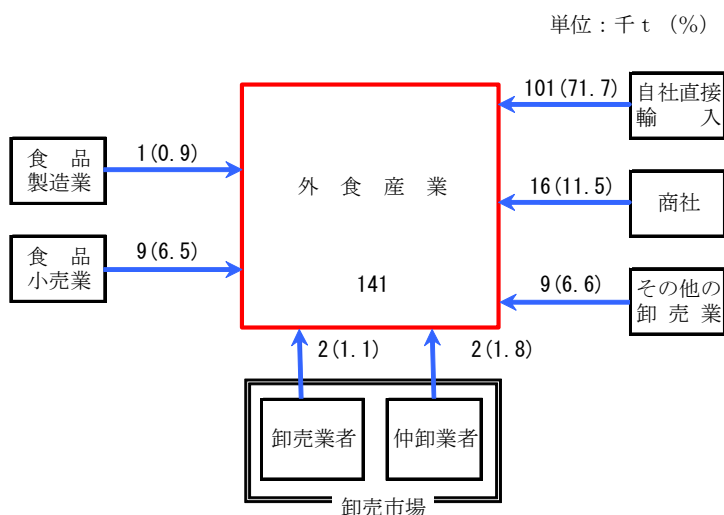 単位：千ｔ（％）
101(71.7)
自社直接
輸入
食品
製造業
1(0.9)
外食産業
16(11.5)
商社
食品
小売業
9(6.5)
141
9(6.6)
その他の
卸売業
2(1.1)
2(1.8)
卸売業者
仲卸業者
卸売市場